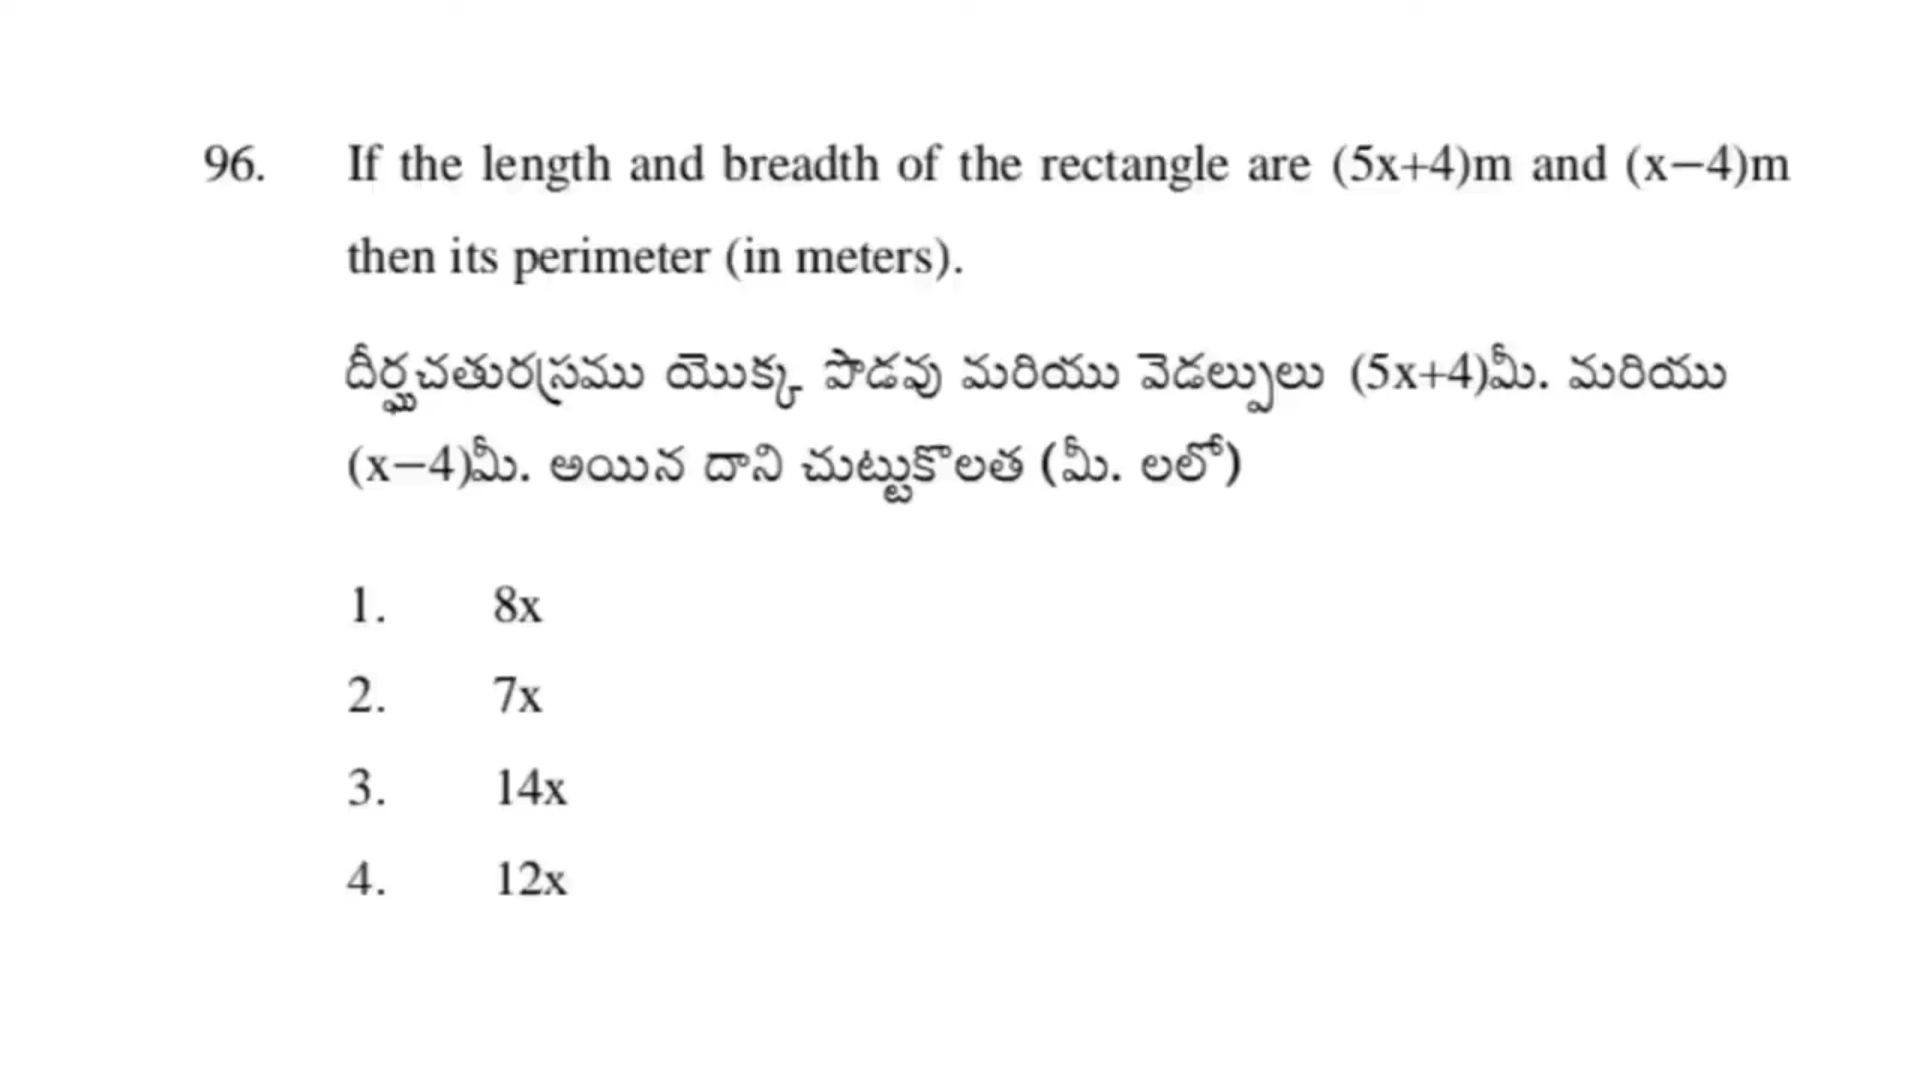 96. If the length and breadth of the rectangle are (5x+4)m and (x−4)m
then its perimeter (in meters).
దీర్ఘచతురస్రము యొక్క పొడవు మరియు వెడల్పులు (5x+4)మీ. మరియు
(x−4)మీ. అయిన దాని చుట్టుకొలత (మీ. లలో)
1. 8x
2. 7x
3. 14x
4. 12x